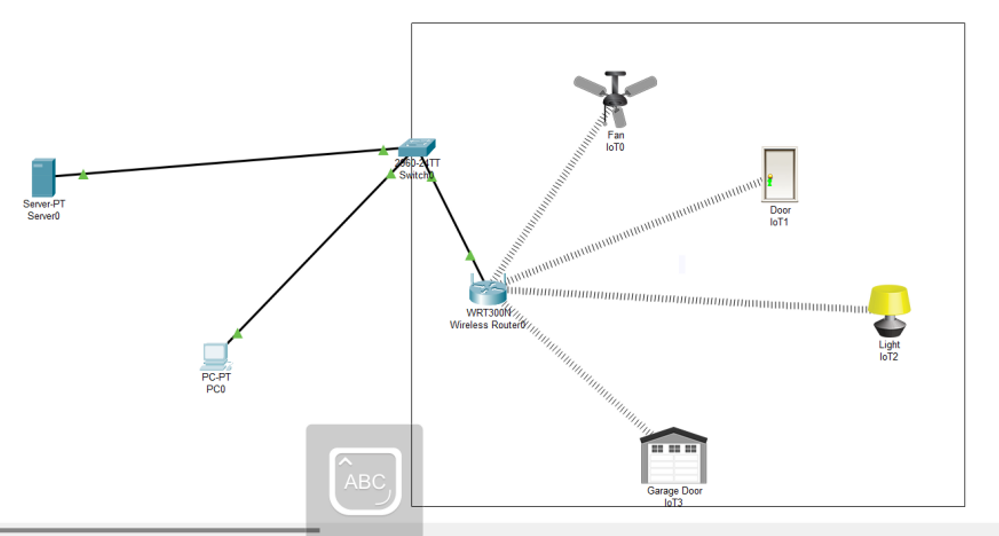 Fan
IoT0
2960-24TT
Switch0
Door
IoT1
Server-PT
Server0
WRT300N
Wireless Router0
Light
IoT2
PC-PT
PC0
ABC
Garage Door
IoT3